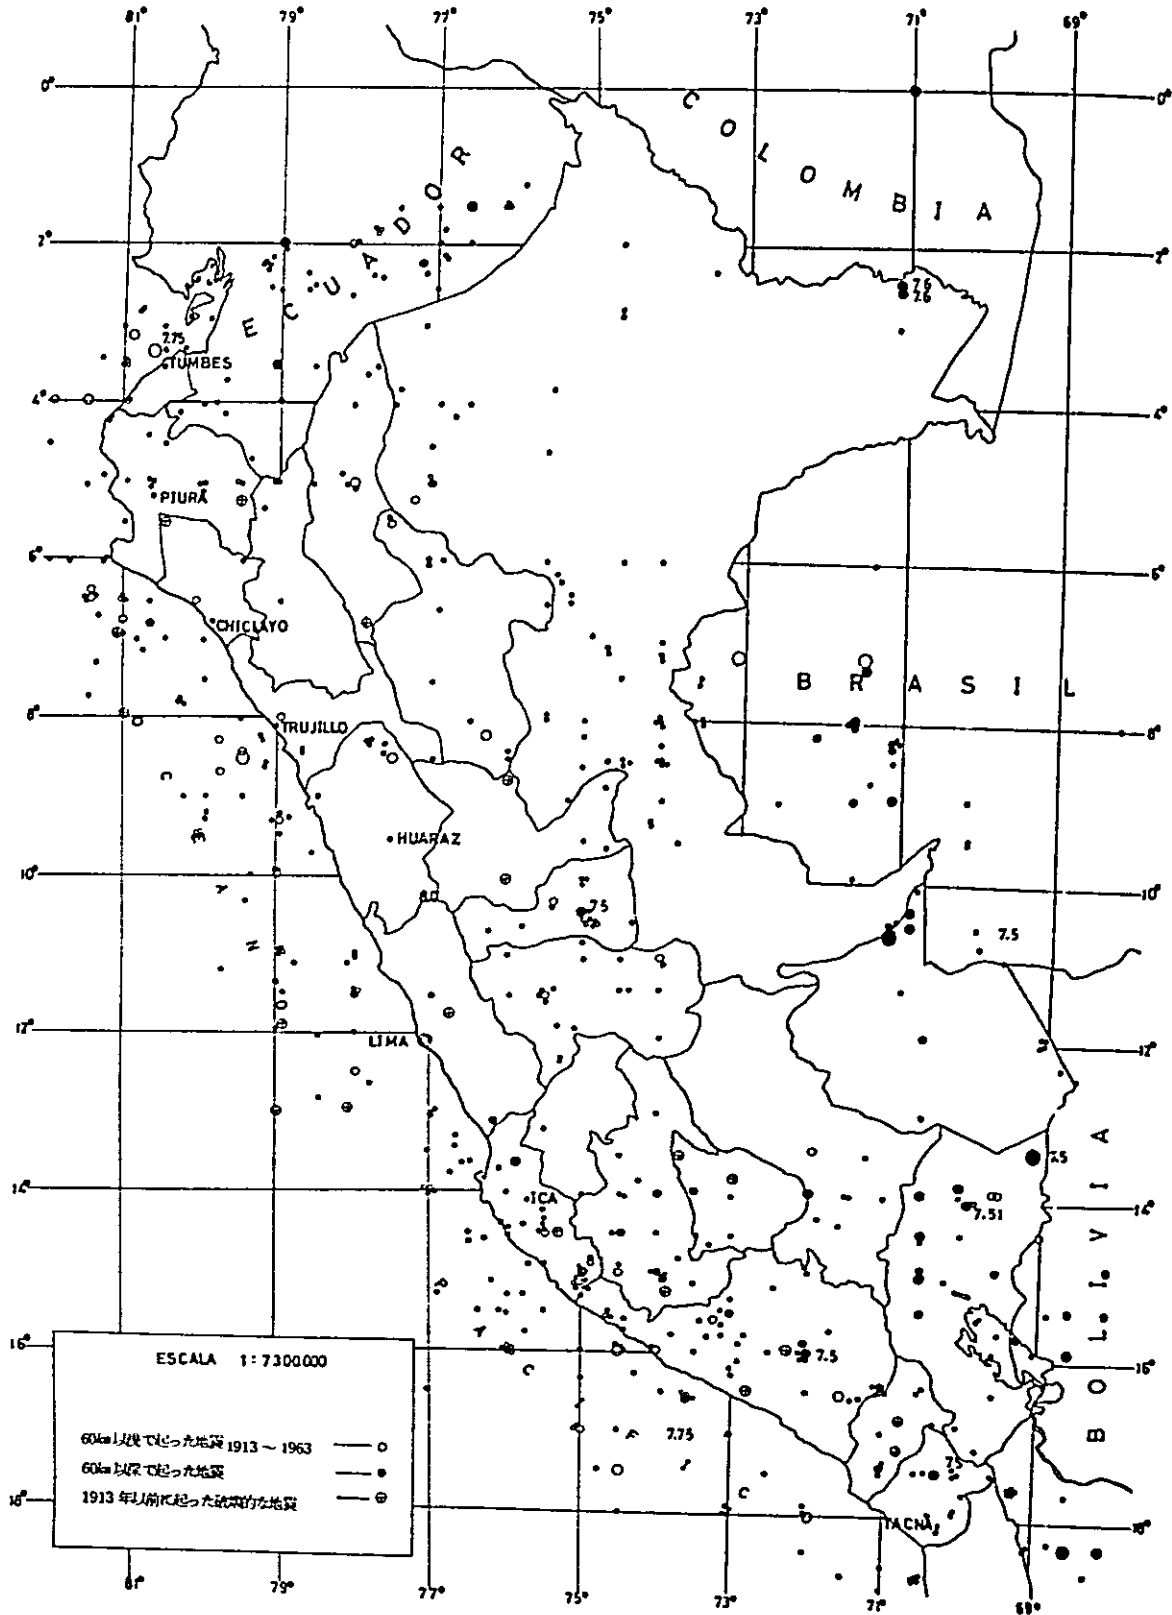 81° 79° 77° 75° 73° 71° 69°
0° 0°
COLOMBIA
ECUADOR
2° 2°
7.6
7.6
7.75
TUMBES
4° 4°
PIURA
6° 6°
CHICLAYO
BRASIL
8° 8°
TRUJILLO
HUARAZ
10° 10°
7.5
7.5
12° 12°
LIMA
7.5
14° 14°
ICA
7.51
BOLIVIA
16° 16°
7.5
7.75
7.5
18° 18°
TACNA
ESCALA 1:7300000
60km以浅で起った地震 1913～1963
60km以深で起った地震
1913年以前に起った破壊的な地震
81° 79° 77° 75° 73° 71° 69°